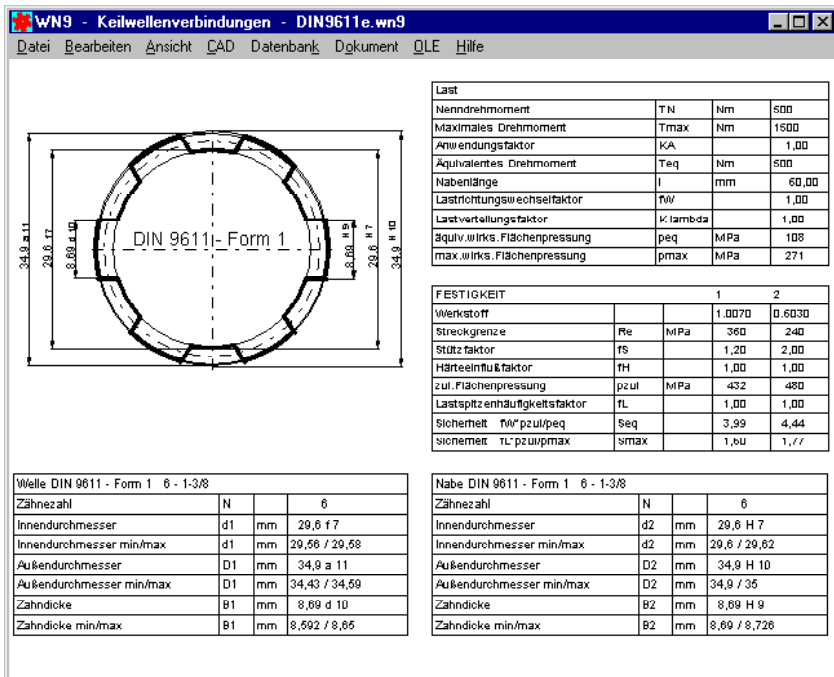 WN9 - Keilwellenverbindungen - DIN9611e.wn9
Datei Bearbeiten Ansicht CAD Datenbank Dokument OLE Hilfe
34,9 a 11
29,6 f7
8,69 d 10
DIN 9611 - Form 1
8,69 H 9
29,6 H 7
34,9 H 10
Last
Nenndrehmoment TN Nm 500
Maximales Drehmoment Tmax Nm 1500
Anwendungsfaktor KA 1,00
Äquivalentes Drehmoment Teq Nm 500
Nabenlänge l mm 60,00
Lastrichtungswechselfaktor fW 1,00
Lastverteilungsfaktor K lambda 1,00
äquiv.wirks.Flächenpressung peq MPa 108
max.wirks.Flächenpressung pmax MPa 271
FESTIGKEIT 1 2
Werkstoff 1.0070 0.6030
Streckgrenze Re MPa 360 240
Stützfaktor fS 1,20 2,00
Härteeinflußfaktor fH 1,00 1,00
zul.Flächenpressung pzul MPa 432 480
Lastspitzenhäufigkeitsfaktor fL 1,00 1,00
Sicherheit fW*pzul/peq Seq 3,99 4,44
Sicherheit fL*pzul/pmax Smax 1,60 1,77
Welle DIN 9611 - Form 1 6 - 1-3/8
Zähnezahl N 6
Innendurchmesser d1 mm 29,6 f 7
Innendurchmesser min/max d1 mm 29,56 / 29,58
Außendurchmesser D1 mm 34,9 a 11
Außendurchmesser min/max D1 mm 34,43 / 34,59
Zahndicke B1 mm 8,69 d 10
Zahndicke min/max B1 mm 8,592 / 8,65
Nabe DIN 9611 - Form 1 6 - 1-3/8
Zähnezahl N 6
Innendurchmesser d2 mm 29,6 H 7
Innendurchmesser min/max d2 mm 29,6 / 29,62
Außendurchmesser D2 mm 34,9 H 10
Außendurchmesser min/max D2 mm 34,9 / 35
Zahndicke B2 mm 8,69 H 9
Zahndicke min/max B2 mm 8,69 / 8,726